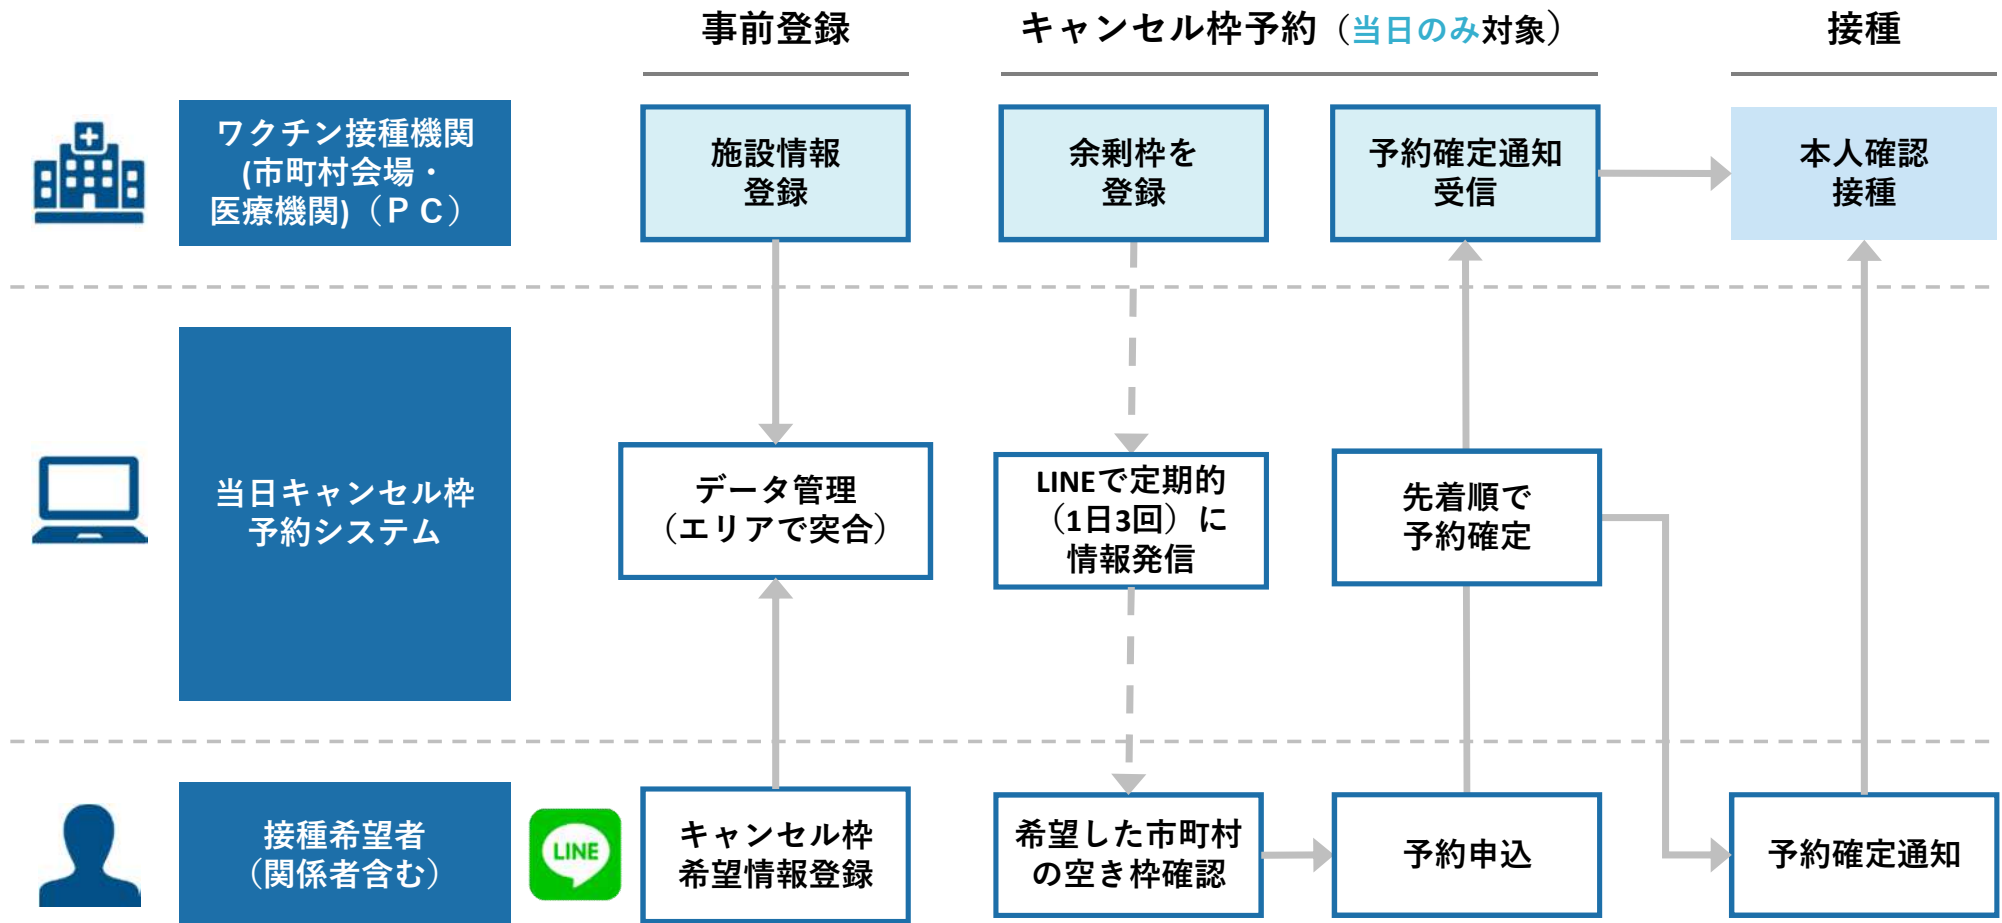 事前登録
キャンセル枠予約（当日のみ対象）
接種
ワクチン接種機関
(市町村会場・
医療機関)（ＰＣ）
施設情報
登録
余剰枠を
登録
予約確定通知
受信
本人確認
接種
当日キャンセル枠
予約システム
データ管理
（エリアで突合）
LINEで定期的
（1日3回）に
情報発信
先着順で
予約確定
接種希望者
（関係者含む）
LINE
キャンセル枠
希望情報登録
希望した市町村
の空き枠確認
予約申込
予約確定通知